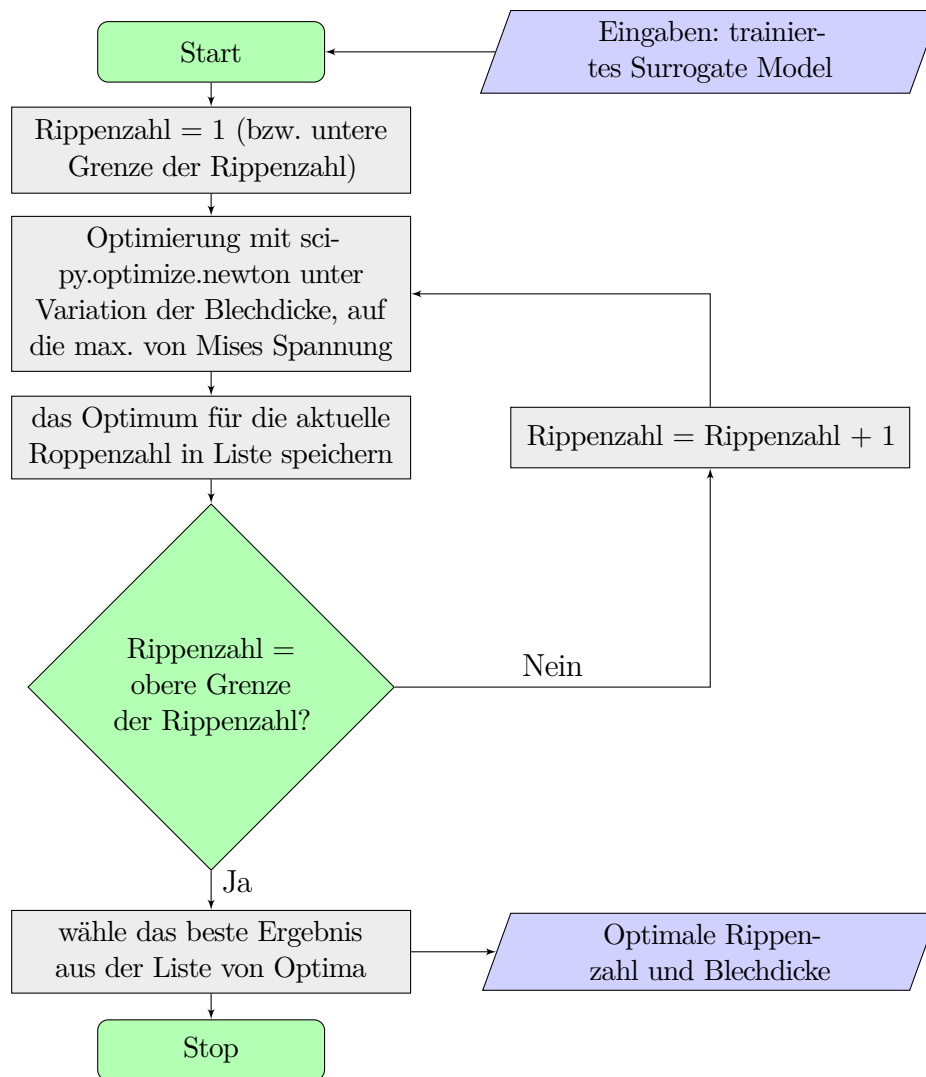 Start
Eingaben: trainier-
tes Surrogate Model
Rippenzahl = 1 (bzw. untere
Grenze der Rippenzahl)
Optimierung mit sci-
py.optimize.newton unter
Variation der Blechdicke, auf
die max. von Mises Spannung
das Optimum für die aktuelle
Roppenzahl in Liste speichern
Rippenzahl = Rippenzahl + 1
Rippenzahl =
obere Grenze
der Rippenzahl?
Nein
Ja
wähle das beste Ergebnis
aus der Liste von Optima
Optimale Rippen-
zahl und Blechdicke
Stop